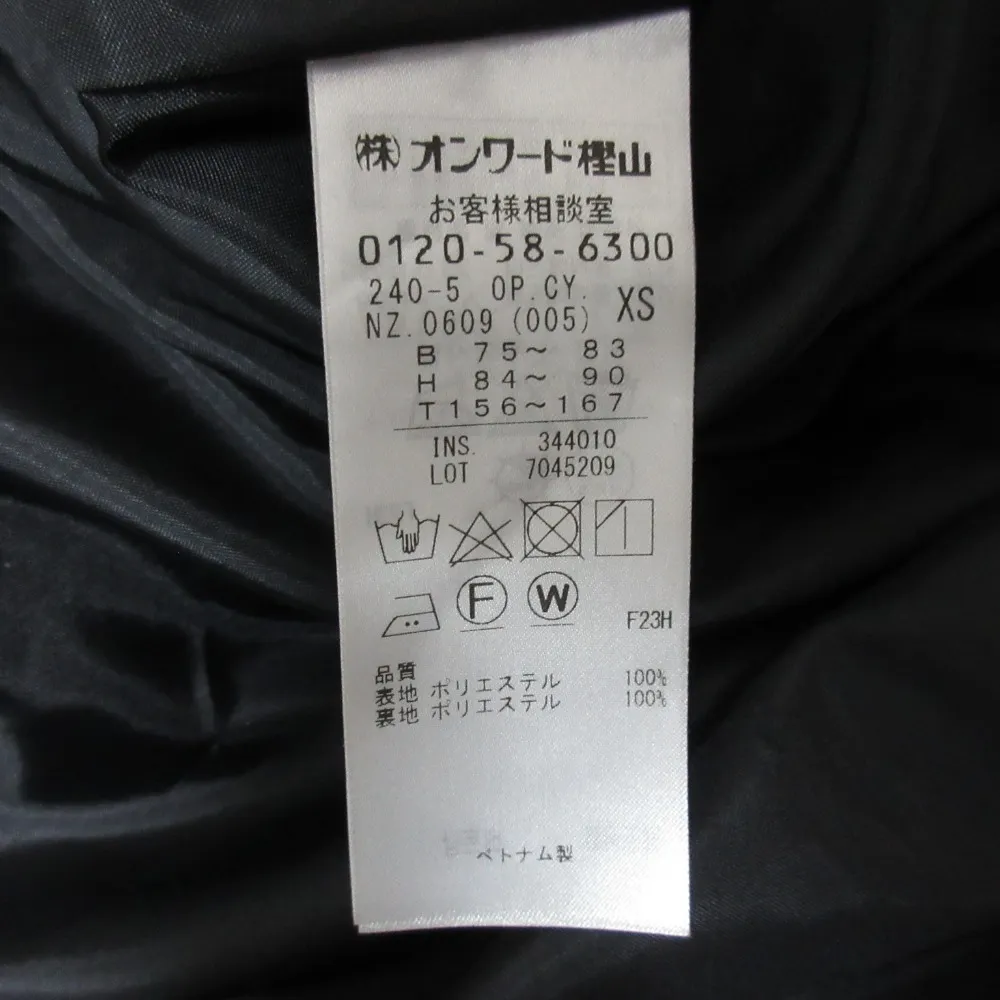 ㈱オンワード樫山
お客様相談室
0120-58-6300
240-5 OP.CY.
XS
NZ.0609 (005)
B 75～ 83
H 84～ 90
T156～167
INS. 344010
LOT 7045209
F W
F23H
品質
表地 ポリエステル 100%
裏地 ポリエステル 100%
ベトナム製